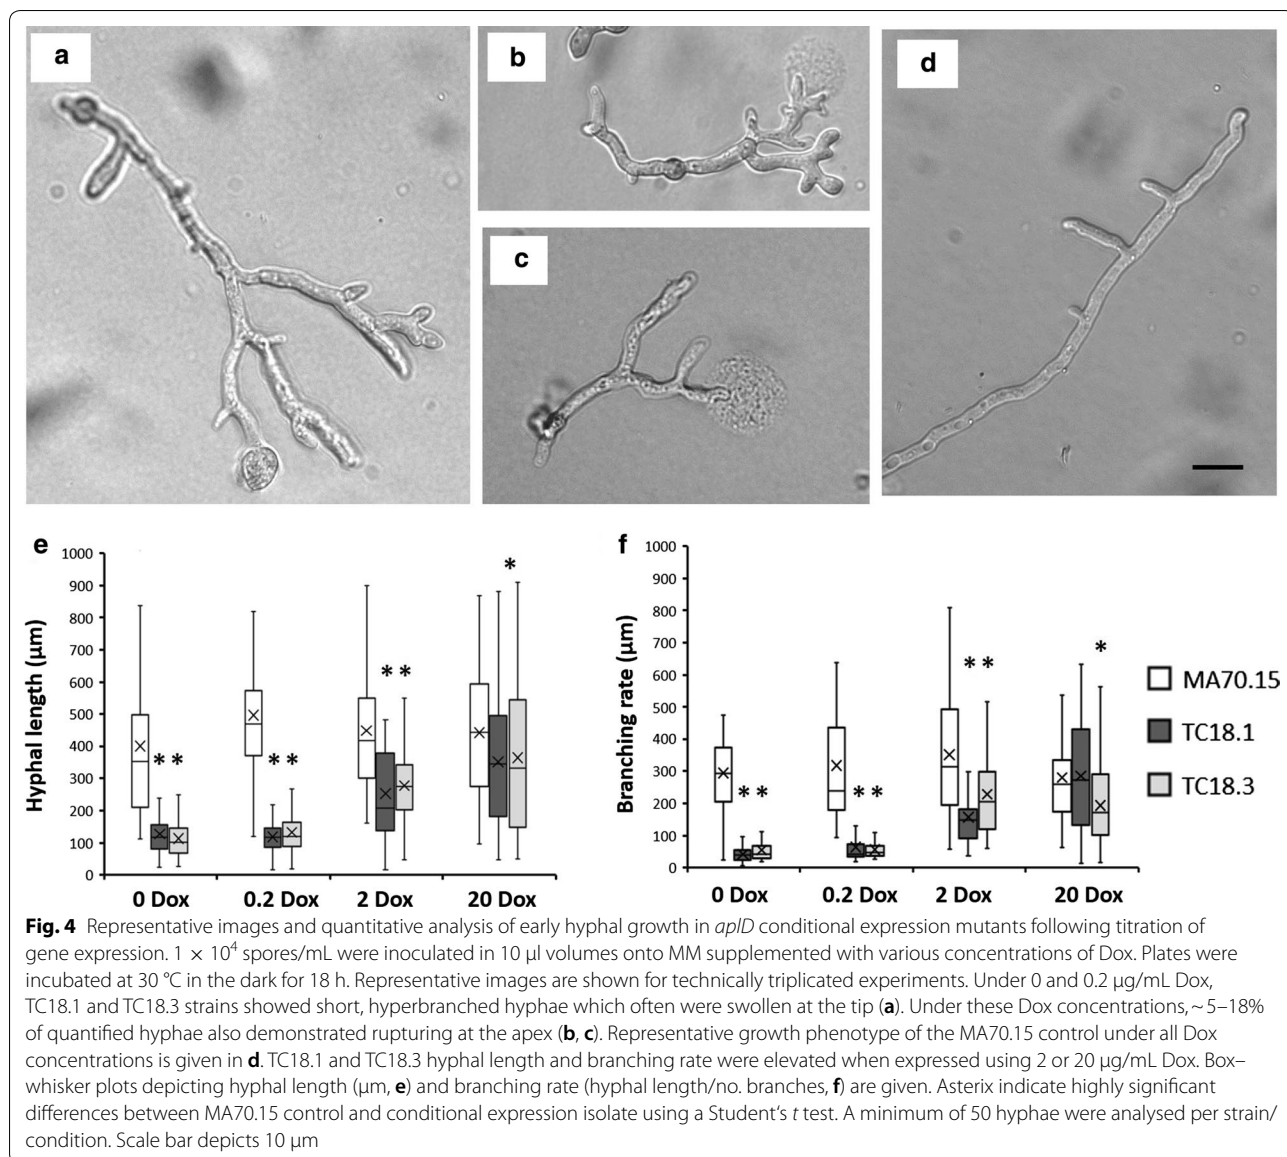 a
b
c
d
e
Hyphal length (µm)
1000
900
800
700
600
500
400
300
200
100
0
* *
* *
* *
*
0 Dox 0.2 Dox 2 Dox 20 Dox
f
Branching rate (µm)
1000
900
800
700
600
500
400
300
200
100
0
* *
* *
* *
*
0 Dox 0.2 Dox 2 Dox 20 Dox
MA70.15
TC18.1
TC18.3
Fig. 4 Representative images and quantitative analysis of early hyphal growth in aplD conditional expression mutants following titration of
gene expression. 1 × 10⁴ spores/mL were inoculated in 10 µl volumes onto MM supplemented with various concentrations of Dox. Plates were
incubated at 30 °C in the dark for 18 h. Representative images are shown for technically triplicated experiments. Under 0 and 0.2 µg/mL Dox,
TC18.1 and TC18.3 strains showed short, hyperbranched hyphae which often were swollen at the tip (a). Under these Dox concentrations, ~ 5–18%
of quantified hyphae also demonstrated rupturing at the apex (b, c). Representative growth phenotype of the MA70.15 control under all Dox
concentrations is given in d. TC18.1 and TC18.3 hyphal length and branching rate were elevated when expressed using 2 or 20 µg/mL Dox. Box–
whisker plots depicting hyphal length (µm, e) and branching rate (hyphal length/no. branches, f) are given. Asterix indicate highly significant
differences between MA70.15 control and conditional expression isolate using a Student's t test. A minimum of 50 hyphae were analysed per strain/
condition. Scale bar depicts 10 µm